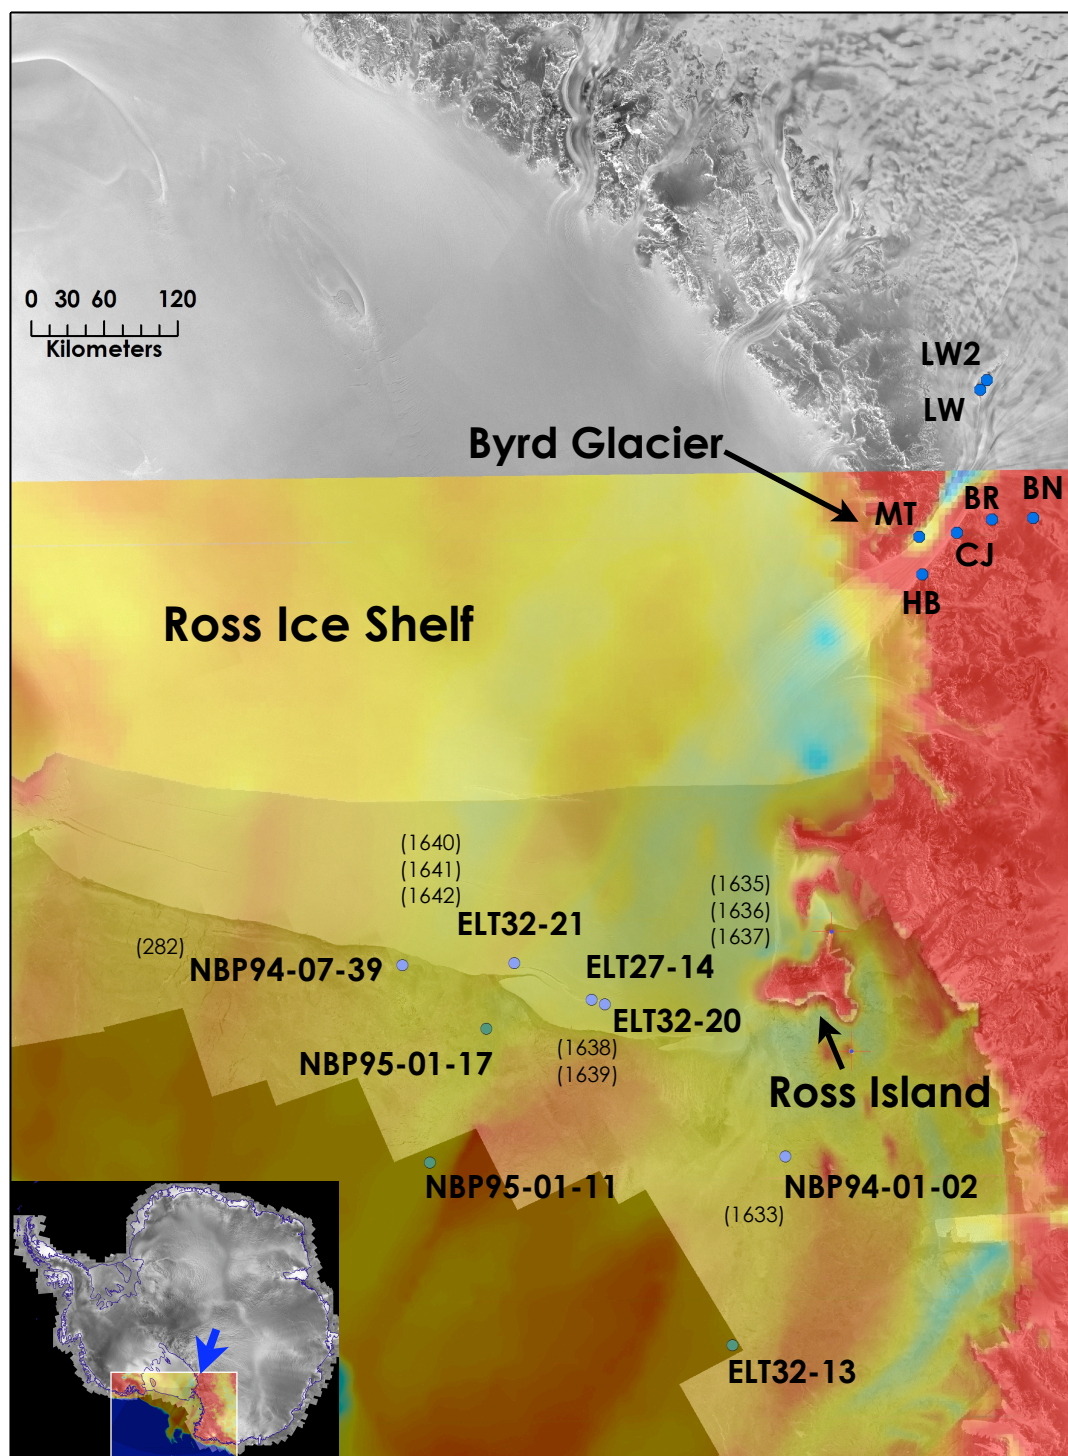 0 30 60 120
Kilometers
LW2
LW
Byrd Glacier
MT
BR
BN
CJ
HB
Ross Ice Shelf
(1640)
(1641)
(1642)
(1635)
(1636)
(1637)
ELT32-21
(282)
NBP94-07-39
ELT27-14
ELT32-20
NBP95-01-17
(1638)
(1639)
Ross Island
NBP95-01-11
NBP94-01-02
(1633)
ELT32-13